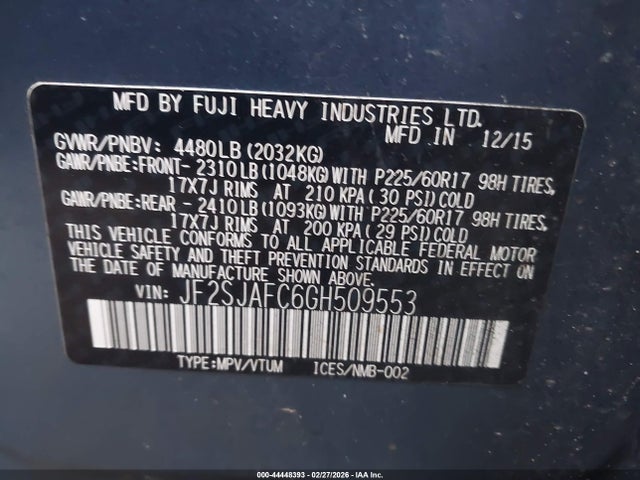 MFD BY FUJI HEAVY INDUSTRIES LTD.
MFD IN 12/15
GVWR/PNBV: 4480LB (2032KG)
GAWR/PNBE:FRONT- 2310LB (1048KG) WITH P225/60R17 98H TIRES,
17X7J RIMS AT 210 KPA ( 30 PSI) COLD
GAWR/PNBE:REAR - 2410LB (1093KG) WITH P225/60R17 98H TIRES,
17X7J RIMS AT 200 KPA ( 29 PSI) COLD
THIS VEHICLE CONFORMS TO ALL APPLICABLE FEDERAL MOTOR
VEHICLE SAFETY AND THEFT PREVENTION STANDARDS IN EFFECT ON
THE DATE OF MANUFACTURE SHOWN ABOVE.
VIN: JF2SJAFC6GH509553
TYPE:MPV/VTUM ICES/NMB-002
000-44448393 - 02/27/2026 - IAA Inc.